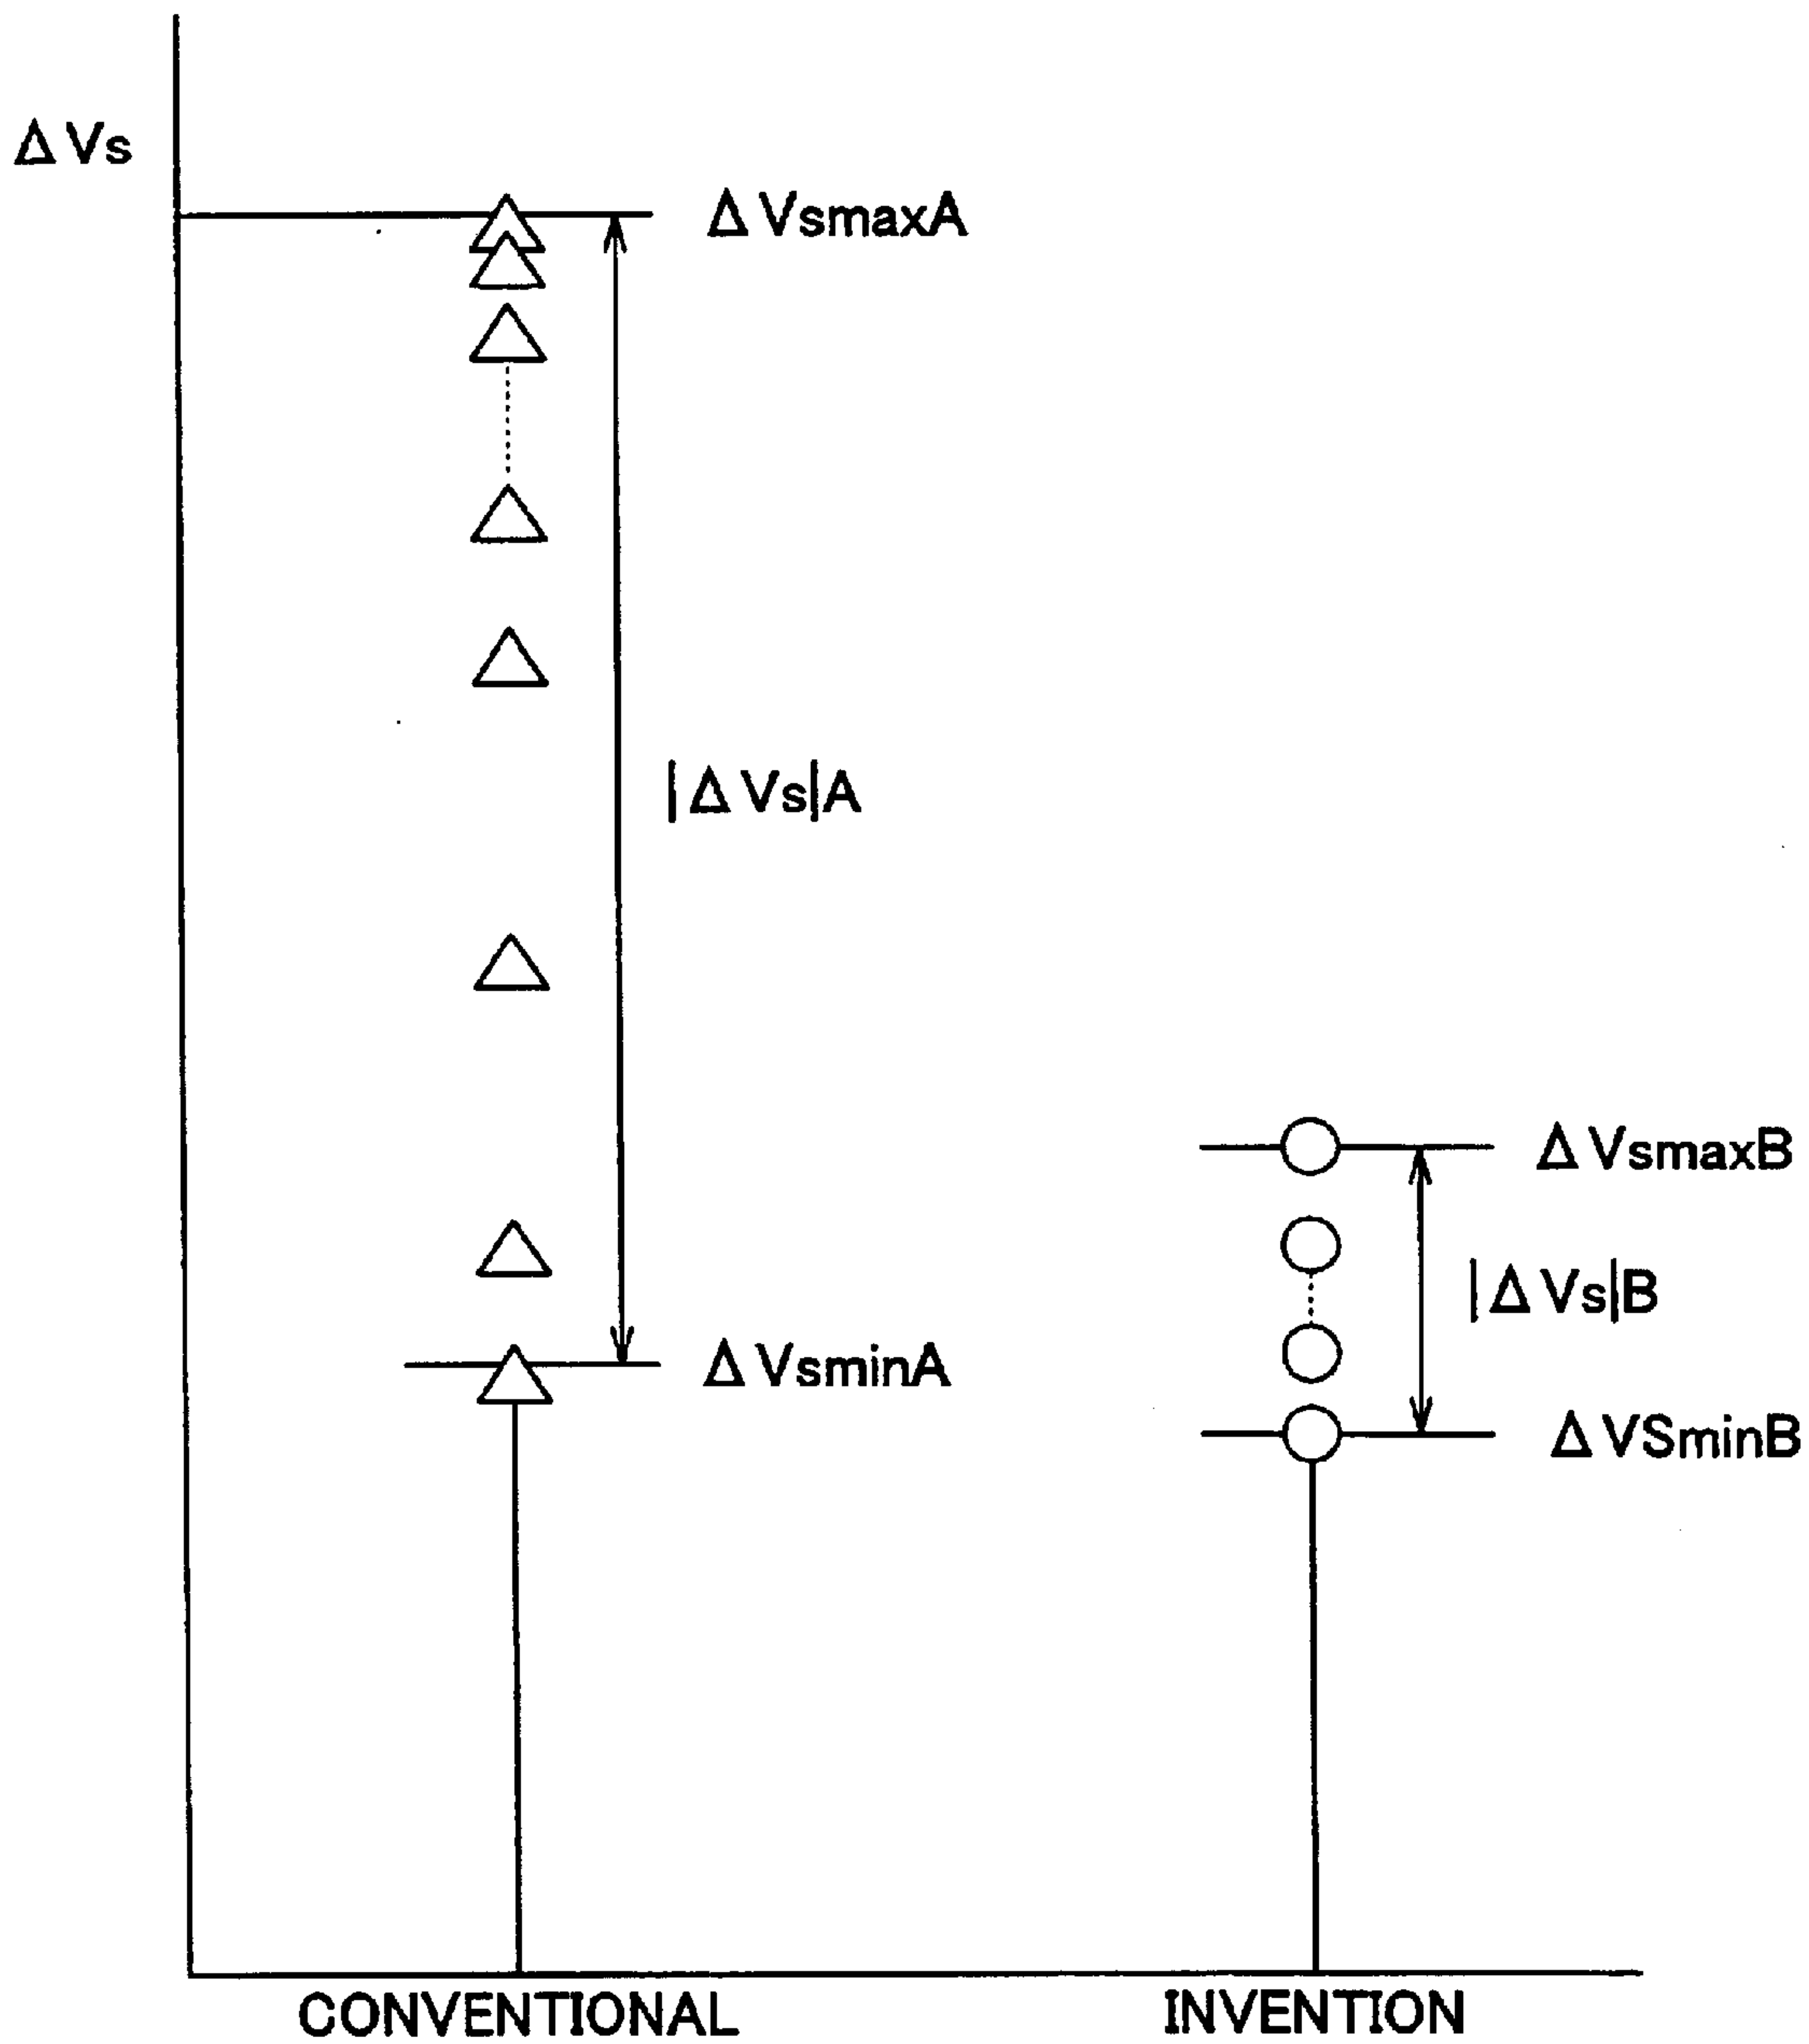 ΔVs
ΔVsmaxA
|ΔVs|A
ΔVsmaxB
|ΔVs|B
ΔVsminA
ΔVSminB
CONVENTIONAL
INVENTION